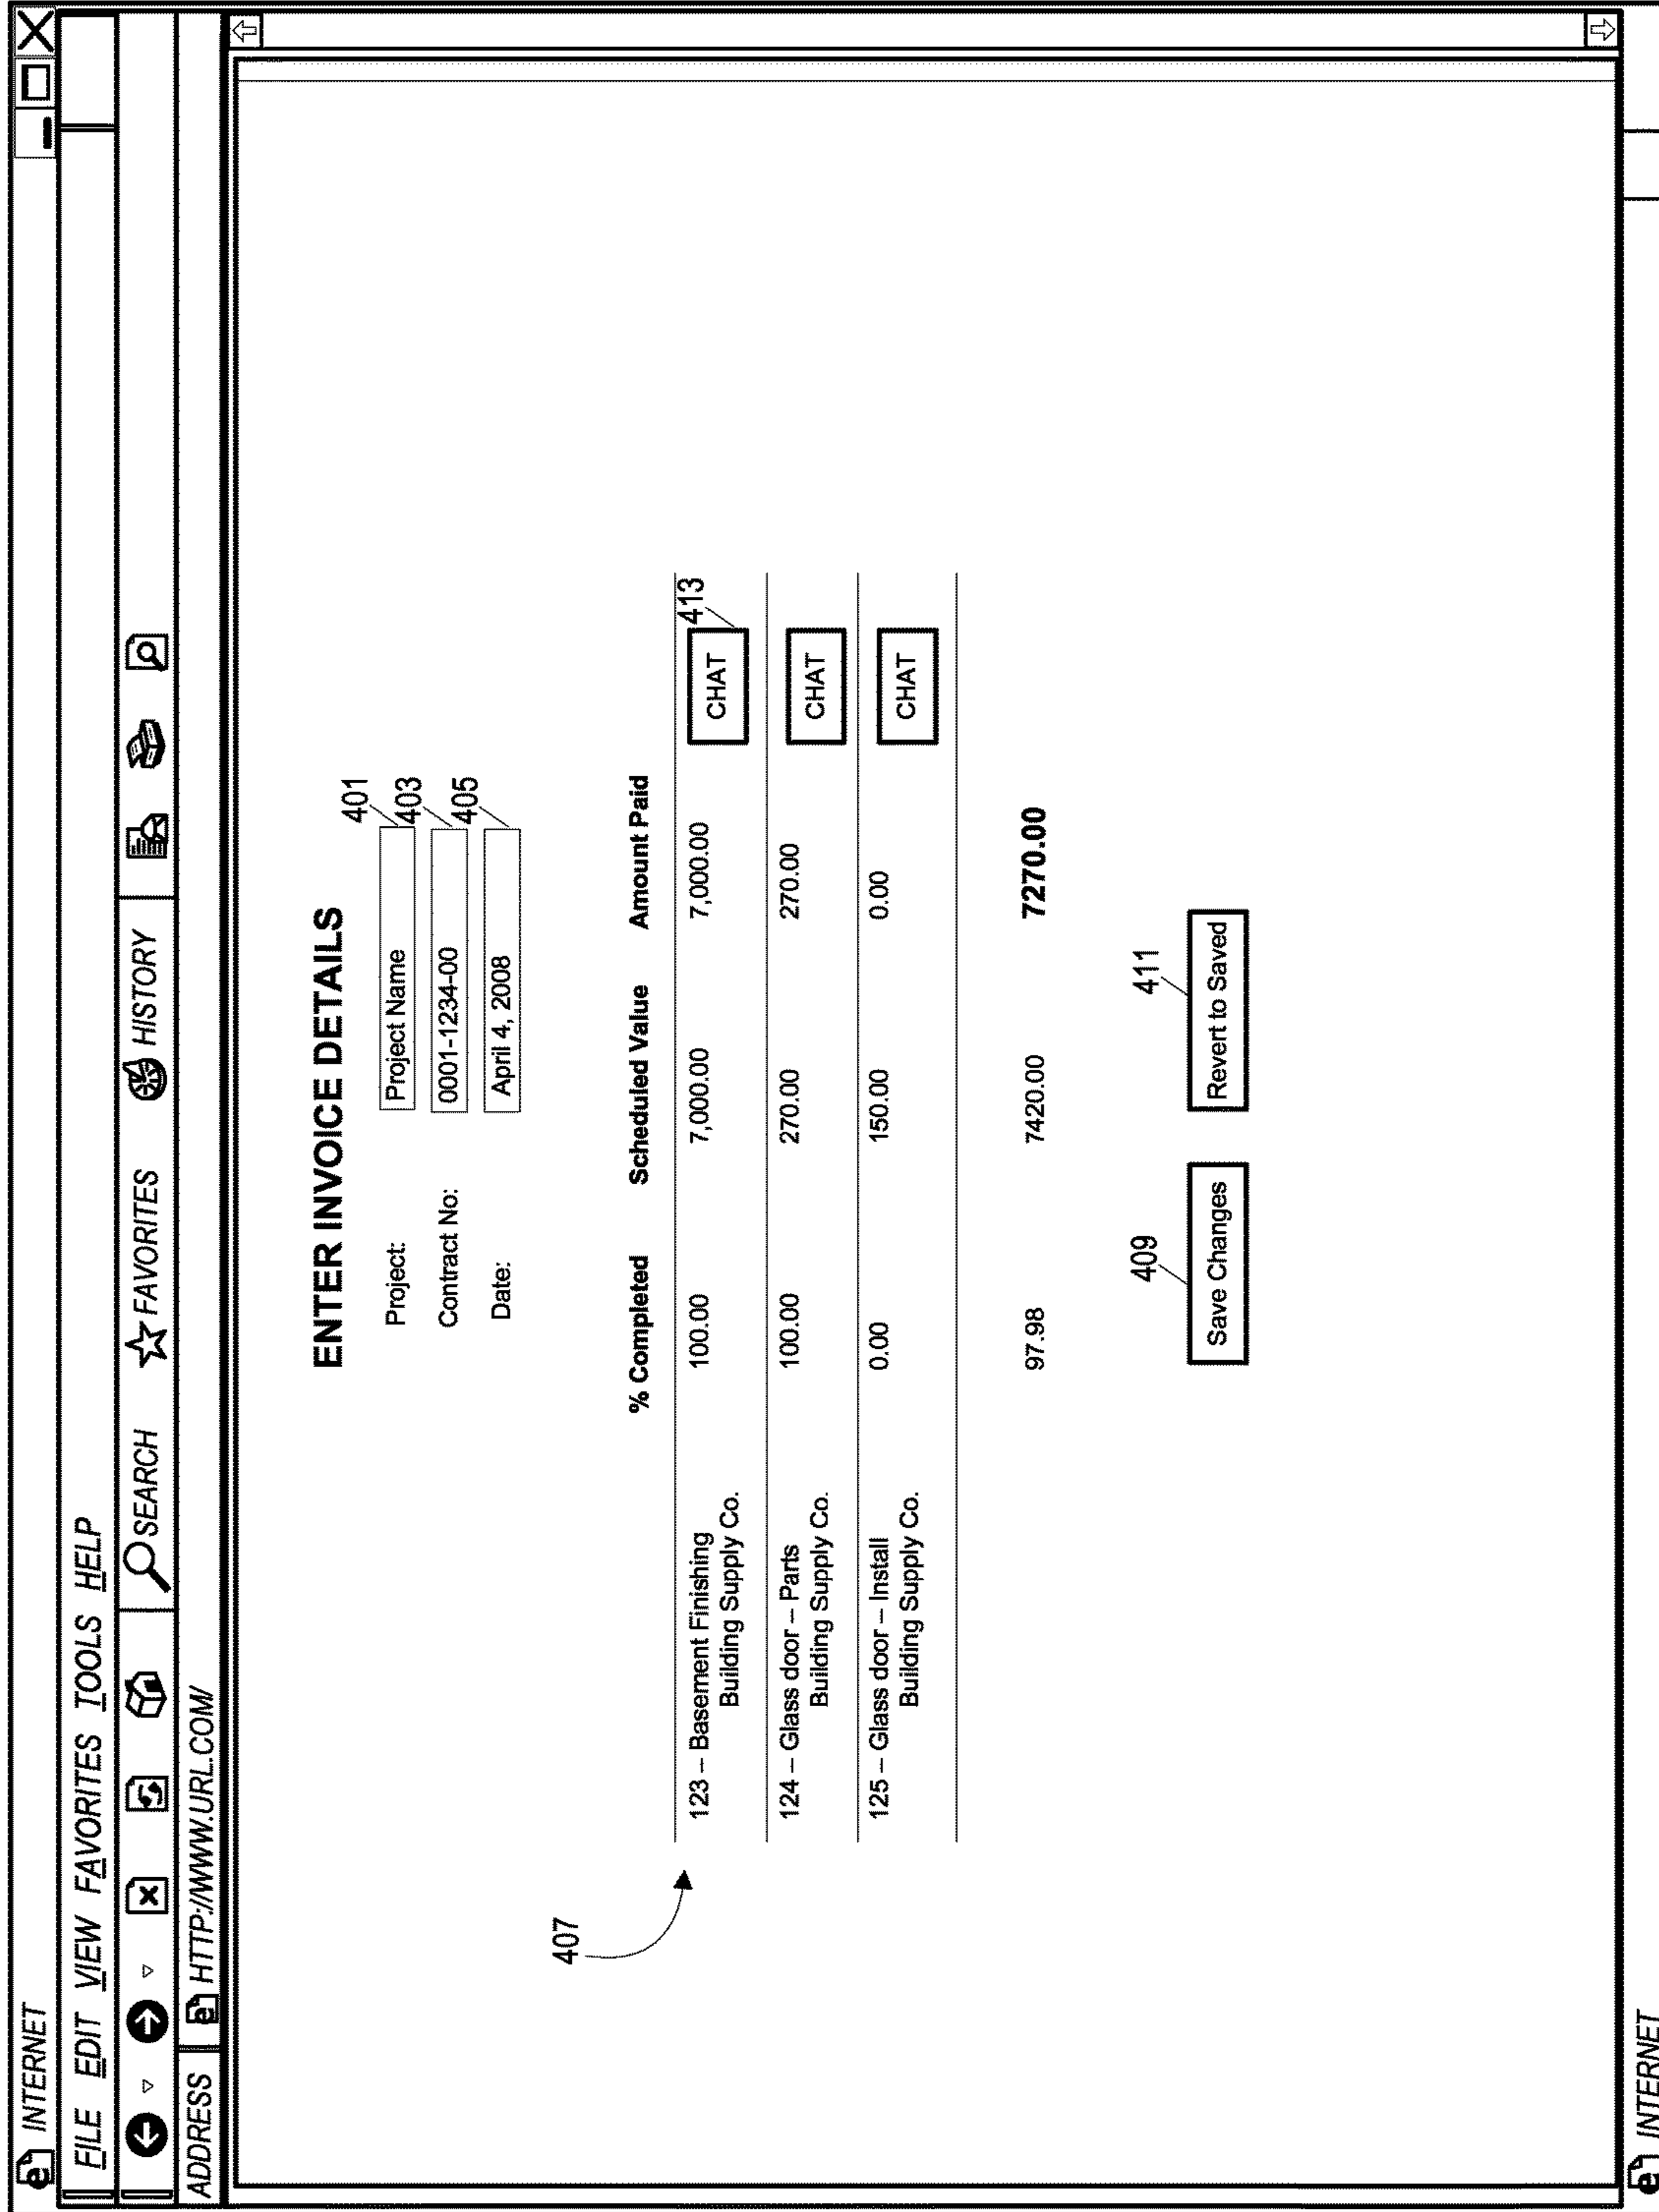 INTERNET
FILE EDIT VIEW FAVORITES TOOLS HELP
SEARCH FAVORITES HISTORY
ADDRESS HTTP://WWW.URL.COM/
ENTER INVOICE DETAILS
401
Project: Project Name
403
Contract No: 0001-1234-00
405
Date: April 4, 2008
407
% Completed Scheduled Value Amount Paid
413
123 – Basement Finishing 100.00 7,000.00 7,000.00 CHAT
Building Supply Co.
124 – Glass door – Parts 100.00 270.00 270.00 CHAT
Building Supply Co.
125 – Glass door – Install 0.00 150.00 0.00 CHAT
Building Supply Co.
97.98 7420.00 7270.00
409 411
Save Changes Revert to Saved
INTERNET